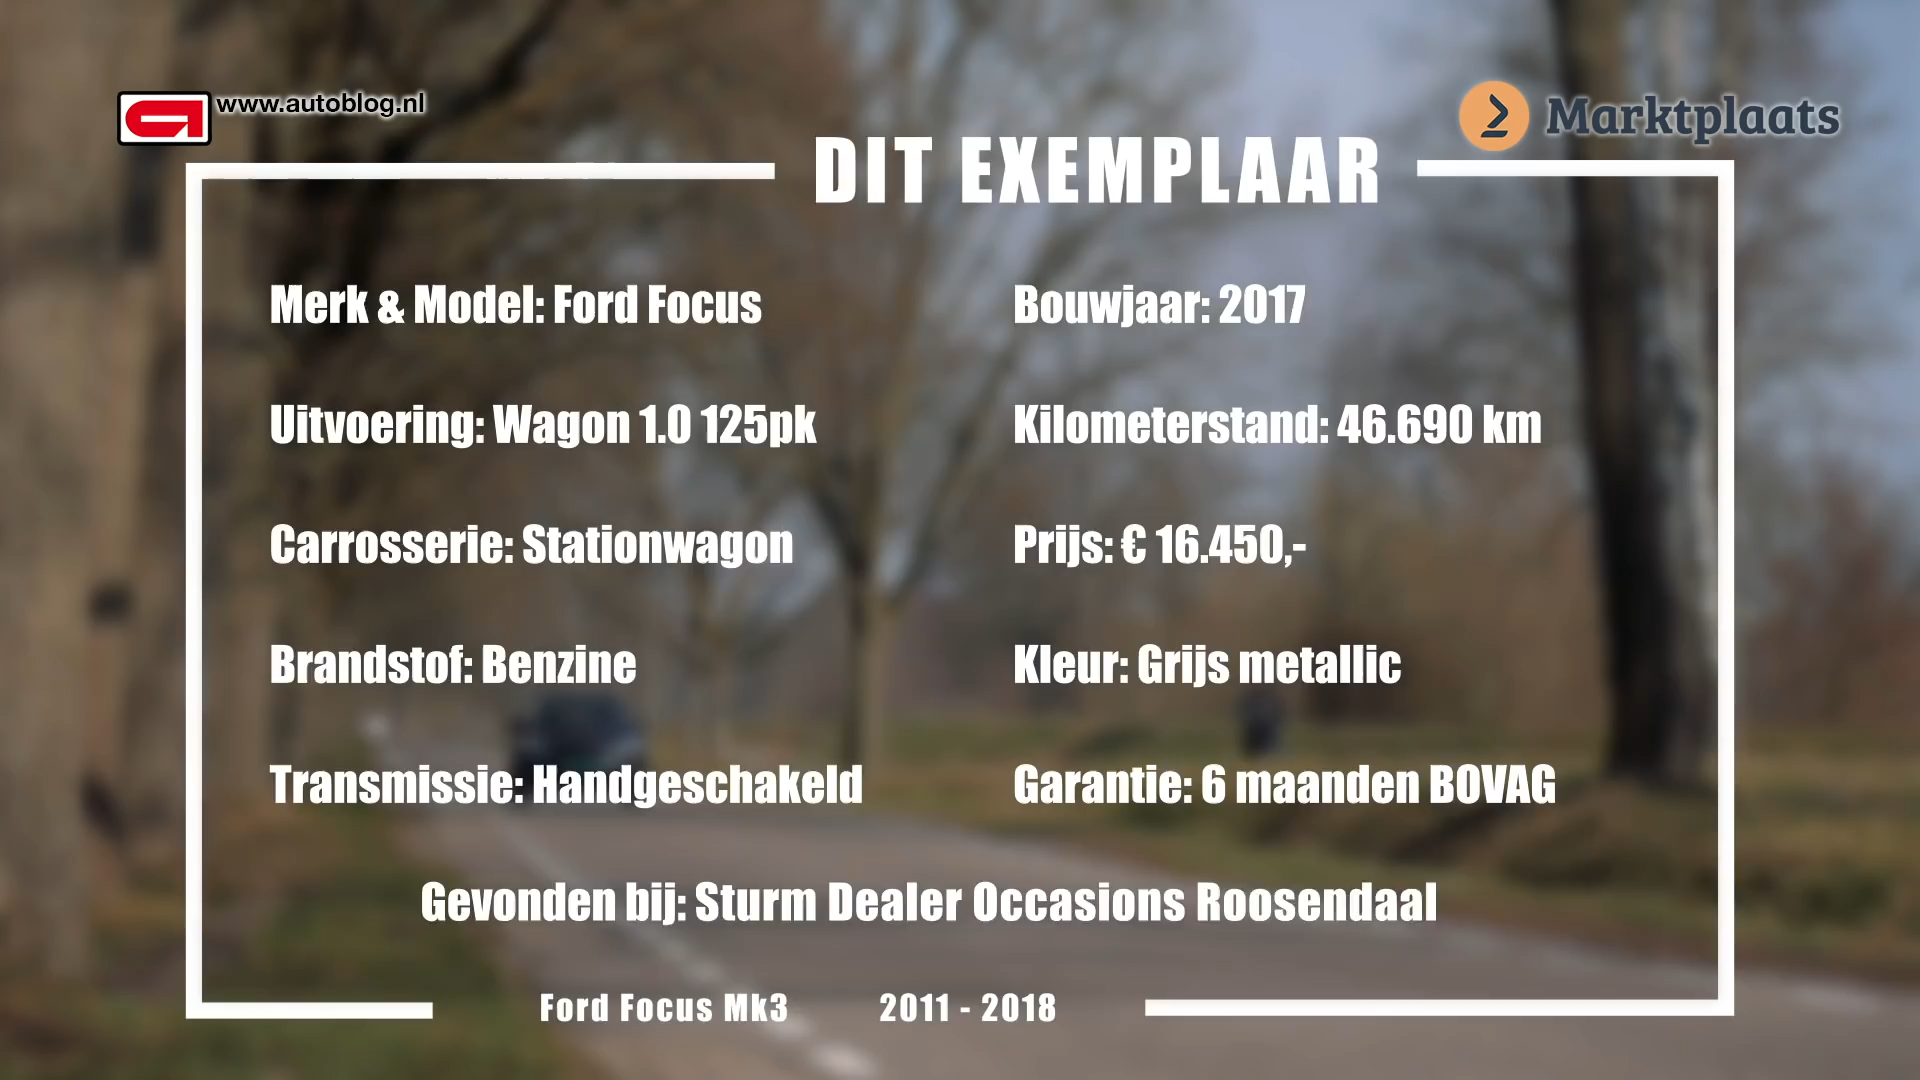 www.autoblog.nl
Marktplaats
DIT EXEMPLAAR
Merk & Model: Ford Focus
Bouwjaar: 2017
Uitvoering: Wagon 1.0 125pk
Kilometerstand: 46.690 km
Carrosserie: Stationwagon
Prijs: € 16.450,-
Brandstof: Benzine
Kleur: Grijs metallic
Transmissie: Handgeschakeld
Garantie: 6 maanden BOVAG
Gevonden bij: Sturm Dealer Occasions Roosendaal
Ford Focus Mk3 2011 - 2018